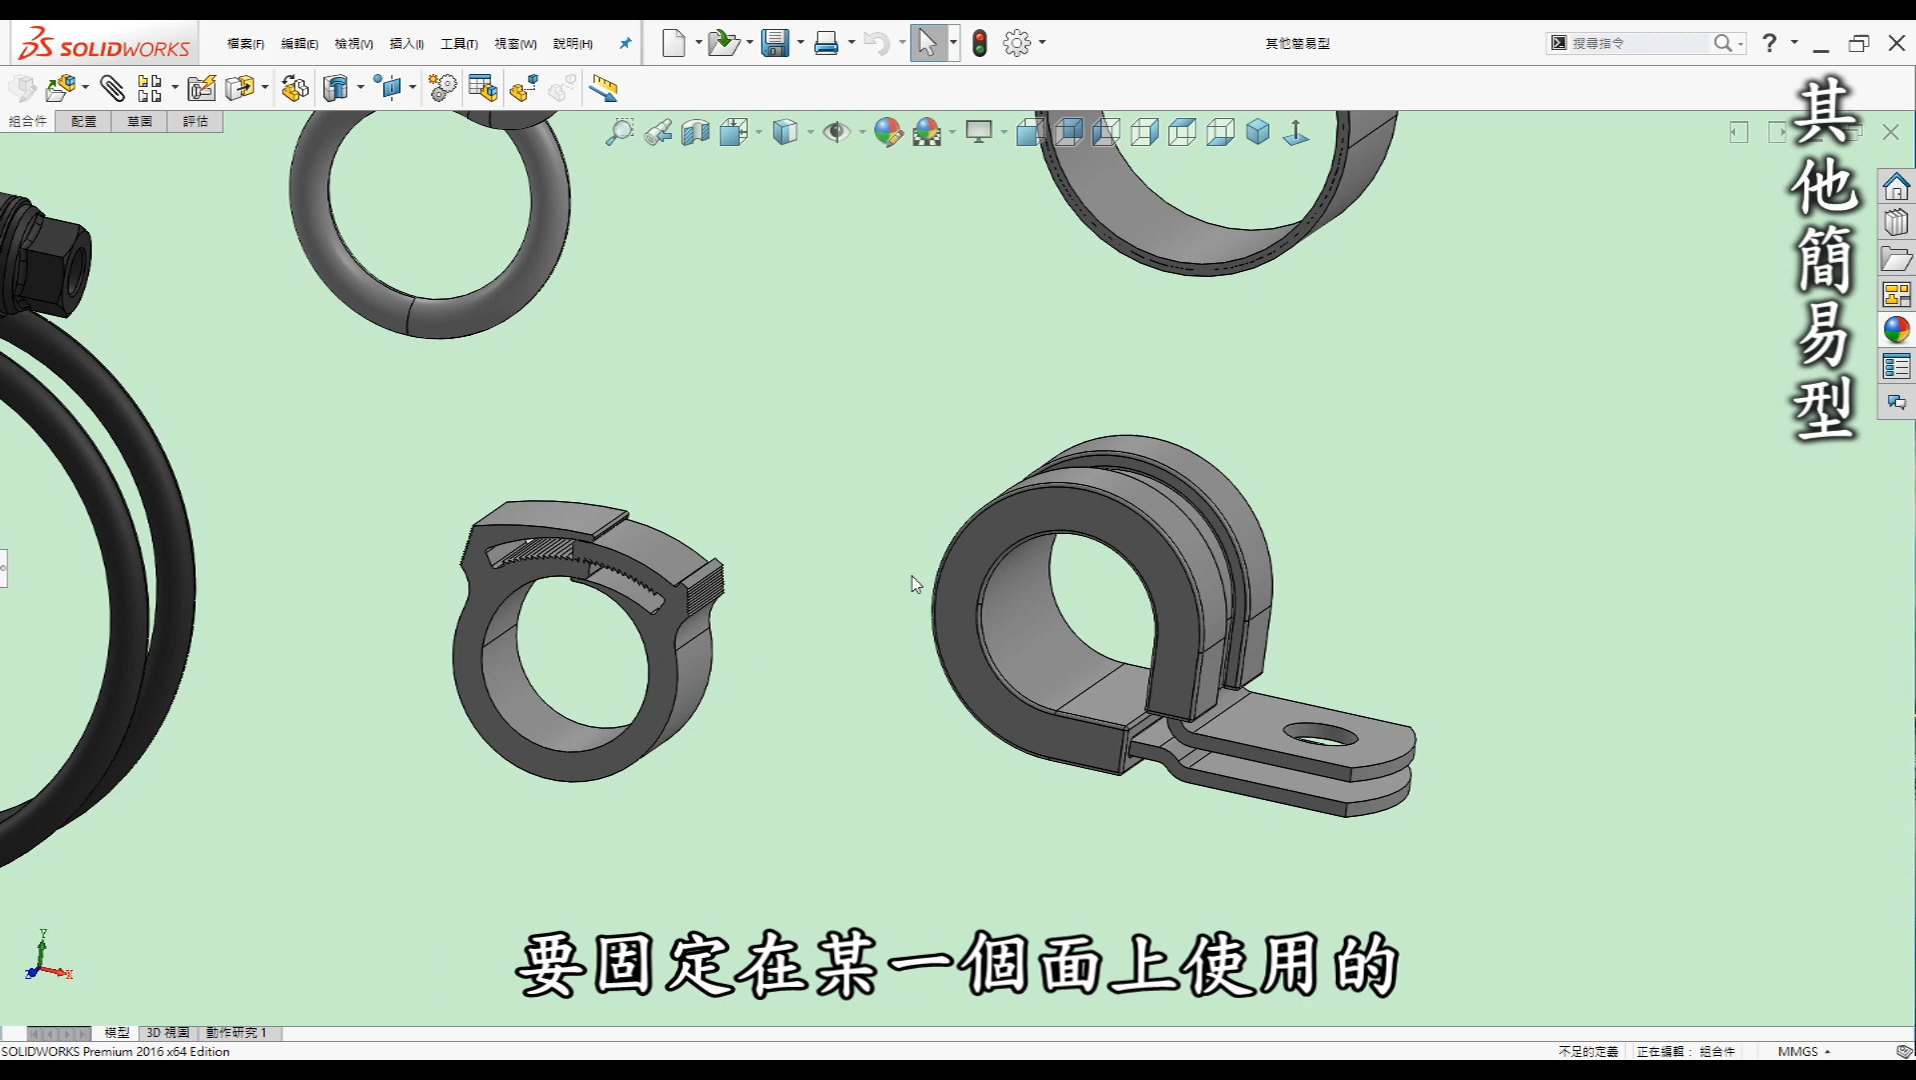 SOLIDWORKS
檔案(F) 編輯(E) 檢視(V) 插入(I) 工具(T) 視窗(W) 說明(H)
其他簡易型
搜尋指令
?
組合件 配置 草圖 評估
其他簡易型
要固定在某一個面上使用的
Y
Z
X
模型 3D 視圖 動作研究 1
SOLIDWORKS Premium 2016 x64 Edition
不足的定義 正在編輯: 組合件 MMGS